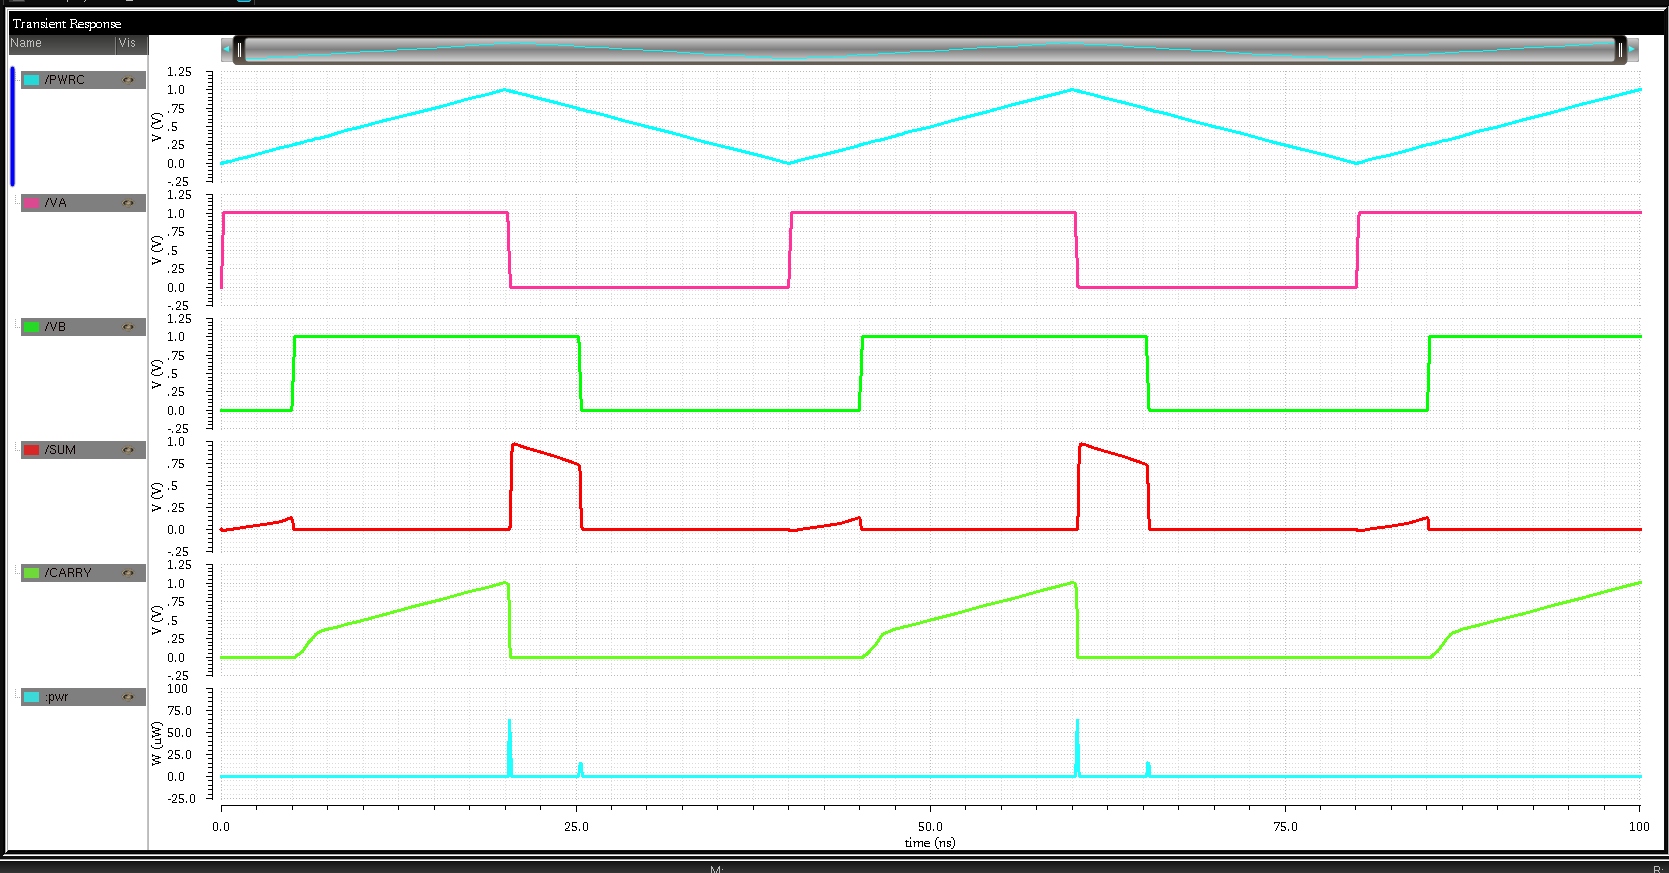 Transient Response
Name Vis
/PWRC
1.25
1.0
.75
.5
.25
0.0
-.25
V (V)
/VA
1.25
1.0
.75
.5
.25
0.0
-.25
V (V)
/VB
1.25
1.0
.75
.5
.25
0.0
-.25
V (V)
/SUM
1.0
.75
.5
.25
0.0
-.25
V (V)
/CARRY
1.25
1.0
.75
.5
.25
0.0
-.25
V (V)
:pwr
100
75.0
50.0
25.0
0.0
-25.0
W (uW)
0.0 25.0 50.0 75.0 100
time (ns)
M:
R: